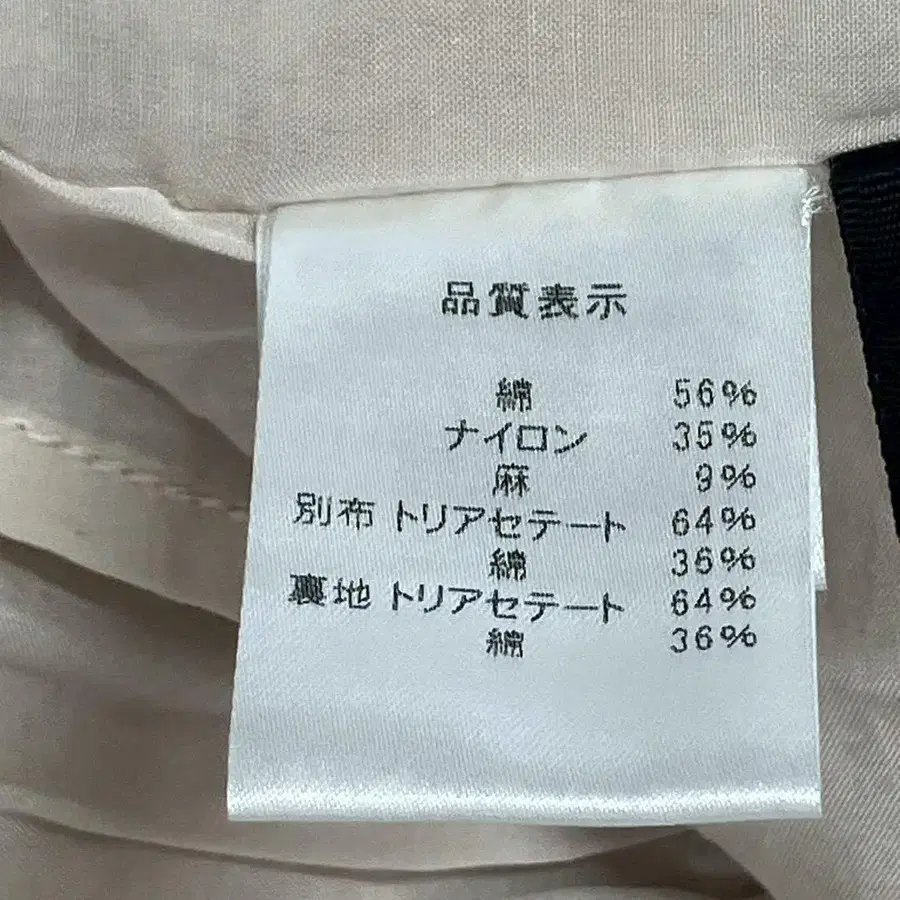 品質表示
綿 56%
ナイロン 35%
麻 9%
別布 トリアセテート 64%
綿 36%
裏地 トリアセテート 64%
綿 36%